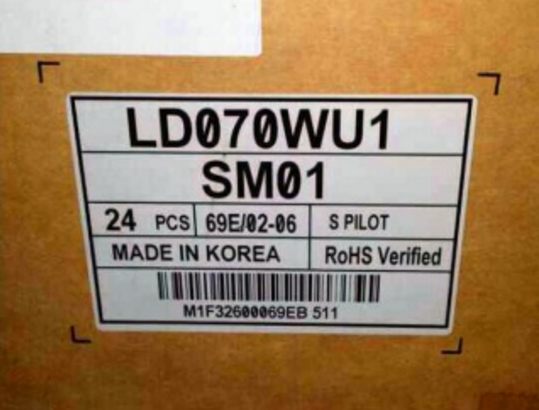 LD070WU1
SM01
24 PCS 69E/02-06 S PILOT
MADE IN KOREA RoHS Verified
M1F32600069EB 511